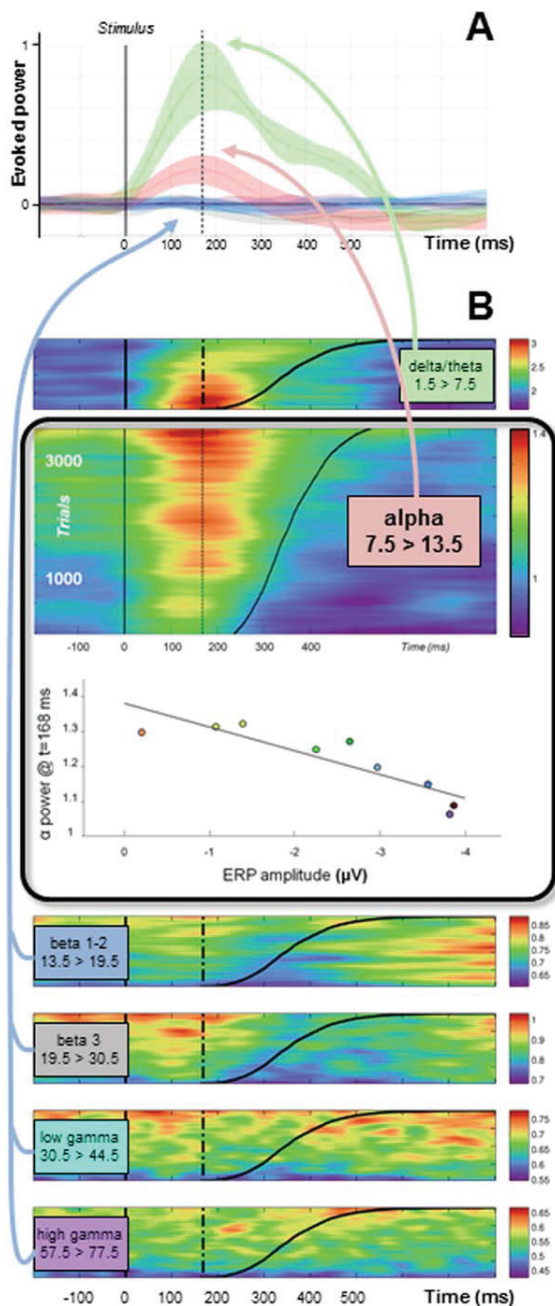 Stimulus
A
1
Evoked power
0
0 100 200 300 400 500 Time (ms)
B
delta/theta
1.5 > 7.5
3
2.5
2
3000
Trials
1000
alpha
7.5 > 13.5
1.4
1
-100 0 100 200 300 400 Time (ms)
α power @ t=168 ms
1.4
1.3
1.2
1.1
1
0 -1 -2 -3 -4
ERP amplitude (µV)
beta 1-2
13.5 > 19.5
0.85
0.8
0.75
0.7
0.65
beta 3
19.5 > 30.5
1
0.9
0.8
0.7
low gamma
30.5 > 44.5
0.75
0.7
0.65
0.6
0.55
high gamma
57.5 > 77.5
0.65
0.6
0.55
0.5
0.45
-100 0 100 200 300 400 Time (ms)